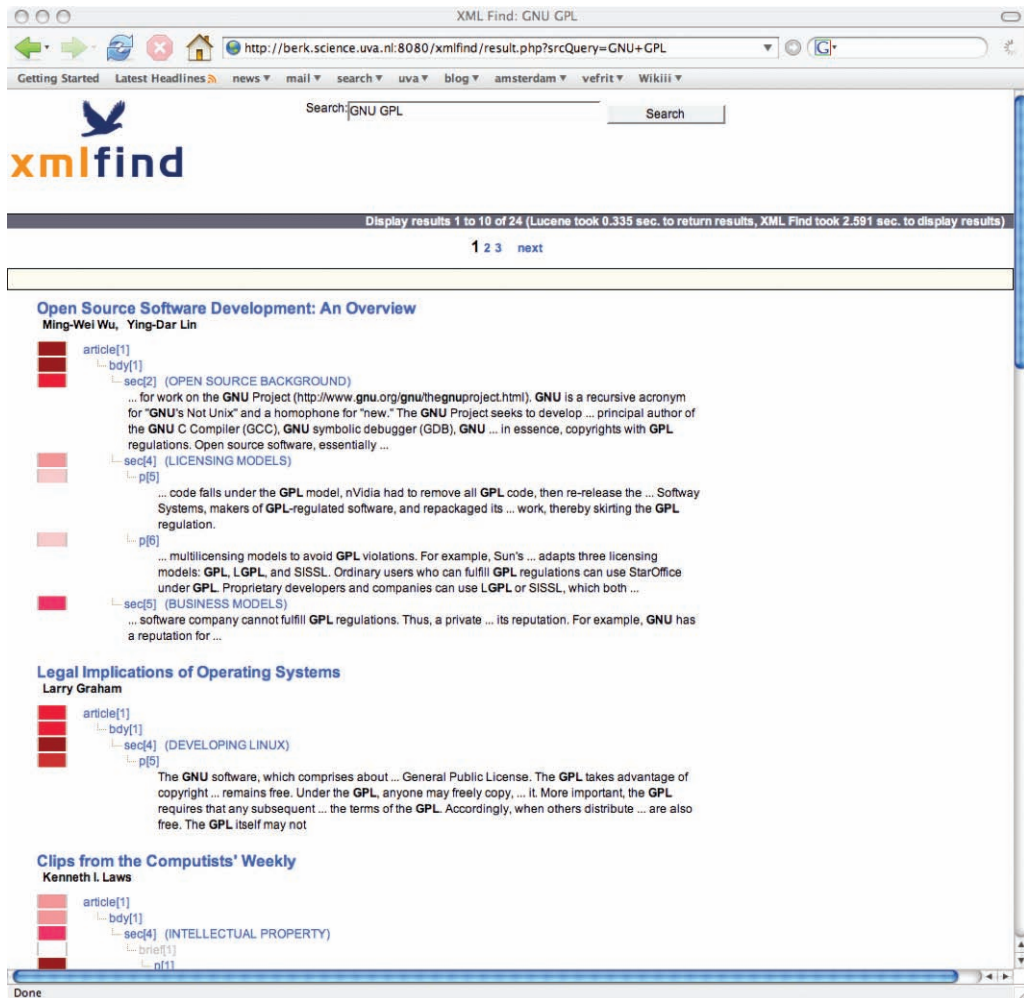 XML Find: GNU GPL
http://berk.science.uva.nl:8080/xmlfind/result.php?srcQuery=GNU+GPL
G
Getting Started Latest Headlines news mail search uva blog amsterdam vefrit Wikiii
Search: GNU GPL Search
xmlfind
Display results 1 to 10 of 24 (Lucene took 0.335 sec. to return results, XML Find took 2.591 sec. to display results)
1 2 3 next
Open Source Software Development: An Overview
Ming-Wei Wu, Ying-Dar Lin
article[1]
bdy[1]
sec[2] (OPEN SOURCE BACKGROUND)
... for work on the GNU Project (http://www.gnu.org/gnu/thegnuproject.html). GNU is a recursive acronym
for "GNU's Not Unix" and a homophone for "new." The GNU Project seeks to develop ... principal author of
the GNU C Compiler (GCC), GNU symbolic debugger (GDB), GNU ... in essence, copyrights with GPL
regulations. Open source software, essentially ...
sec[4] (LICENSING MODELS)
p[5]
... code falls under the GPL model, nVidia had to remove all GPL code, then re-release the ... Softway
Systems, makers of GPL-regulated software, and repackaged its ... work, thereby skirting the GPL
regulation.
p[6]
... multilicensing models to avoid GPL violations. For example, Sun's ... adapts three licensing
models: GPL, LGPL, and SISSL. Ordinary users who can fulfill GPL regulations can use StarOffice
under GPL. Proprietary developers and companies can use LGPL or SISSL, which both ...
sec[5] (BUSINESS MODELS)
... software company cannot fulfill GPL regulations. Thus, a private ... its reputation. For example, GNU has
a reputation for ...
Legal Implications of Operating Systems
Larry Graham
article[1]
bdy[1]
sec[4] (DEVELOPING LINUX)
p[5]
The GNU software, which comprises about ... General Public License. The GPL takes advantage of
copyright ... remains free. Under the GPL, anyone may freely copy, ... it. More important, the GPL
requires that any subsequent ... the terms of the GPL. Accordingly, when others distribute ... are also
free. The GPL itself may not
Clips from the Computists' Weekly
Kenneth I. Laws
article[1]
bdy[1]
sec[4] (INTELLECTUAL PROPERTY)
brief[1]
p[1]
Done